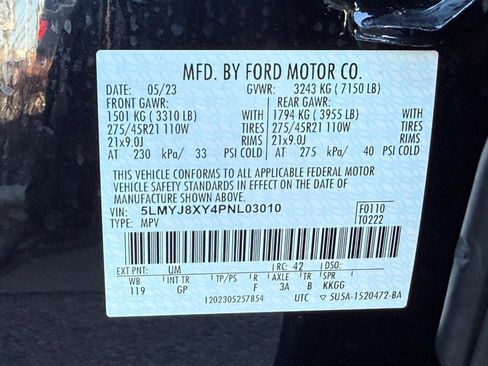 MFD. BY FORD MOTOR CO.
DATE: 05/23 GVWR: 3243 KG ( 7150 LB)
FRONT GAWR: REAR GAWR:
1501 KG ( 3310 LB) 1794 KG ( 3955 LB)
275/45R21 110W TIRES 275/45R21 110W
21x9.0J RIMS 21x9.0J
AT 230 kPa/ 33 PSI COLD AT 275 kPa/ 40 PSI COLD
THIS VEHICLE CONFORMS TO ALL APPLICABLE FEDERAL MOTOR
VEHICLE SAFETY STANDARDS IN EFFECT ON THE DATE OF
MANUFACTURE SHOWN ABOVE.
VIN: 5LMYJ8XY4PNL03010 F0110
TYPE: MPV T0222
EXT PNT: UM RC: 42
WB INT TR TP/PS R AXLE TR SPR
119 GP F 3A B KKGG
1202305257854 UTC 5U5A-1520472-BA